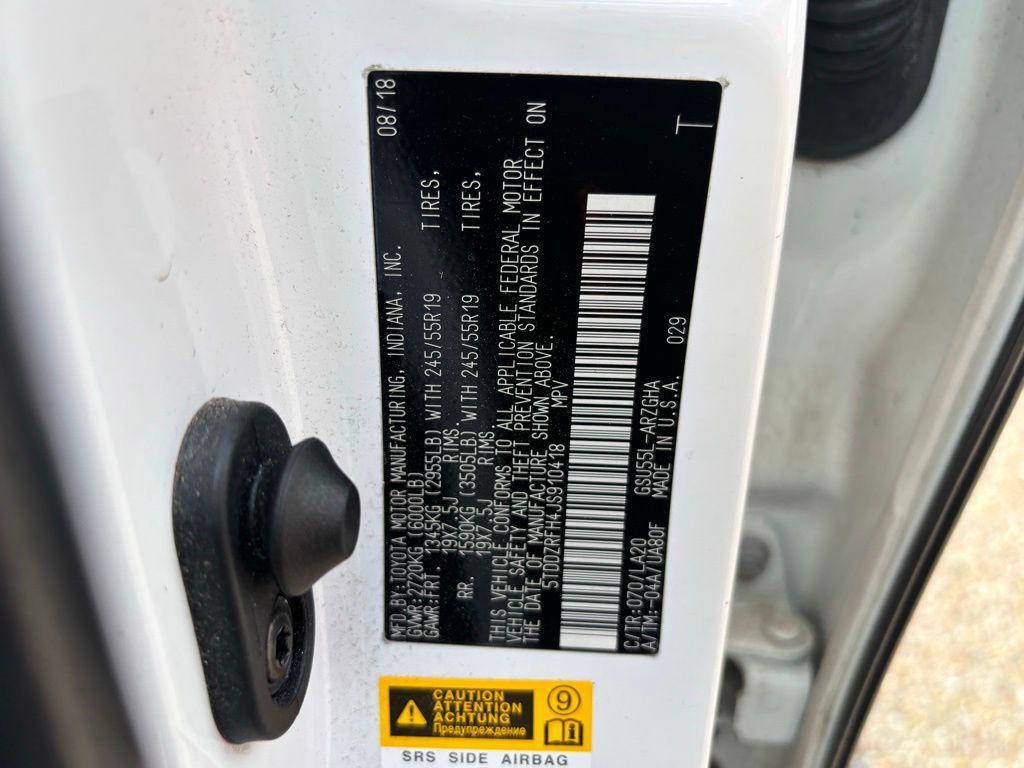 MFD.BY:TOYOTA MOTOR MANUFACTURING, INDIANA, INC. 08/18
GVWR:2720KG (6000LB)
GAWR:FRT. 1345KG (2955LB) WITH 245/55R19 TIRES,
19X7.5J RIMS.
RR. 1590KG (3505LB) WITH 245/55R19 TIRES,
19X7.5J RIMS.
THIS VEHICLE CONFORMS TO ALL APPLICABLE FEDERAL MOTOR
VEHICLE SAFETY AND THEFT PREVENTION STANDARDS IN EFFECT ON
THE DATE OF MANUFACTURE SHOWN ABOVE.
5TDDZRFHKJS910418 MPV
C/TR:070/LA20 GSU55L-ARZGHA 029
A/TM:-04A/UA80F MADE IN U.S.A. T
CAUTION
ATTENTION
ACHTUNG
Предупреждение
9
SRS SIDE AIRBAG